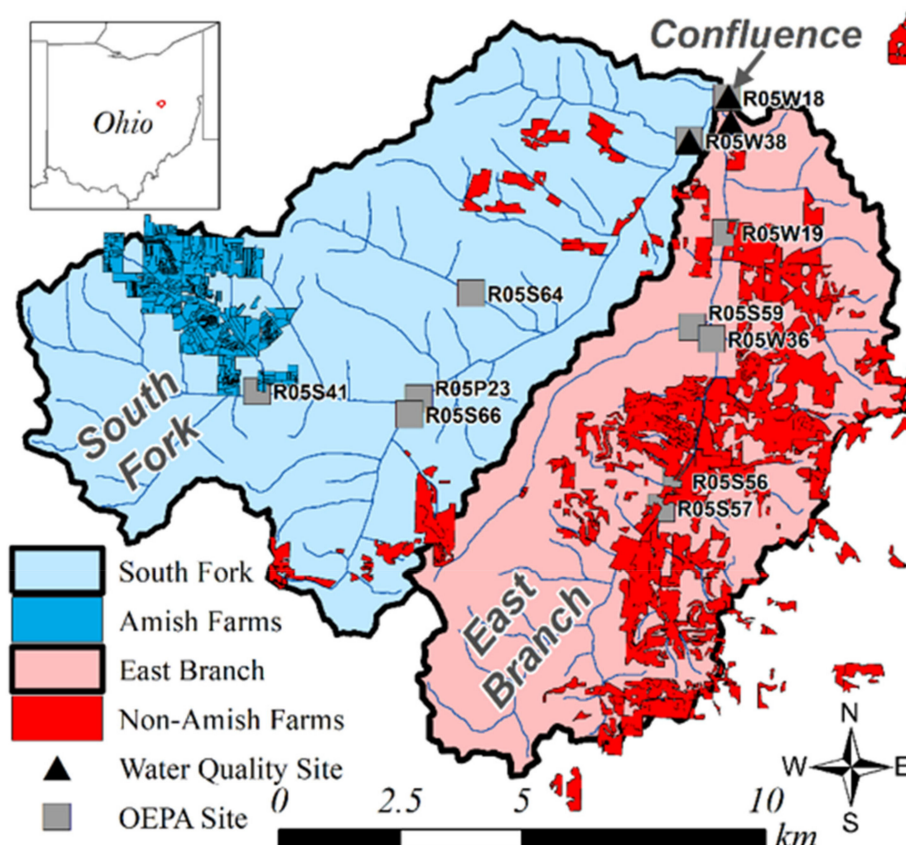 Confluence
Ohio
R05W18
R05W38
R05W19
R05S64
R05S59
R05W36
R05S41
R05P23
R05S66
South
Fork
R05S56
R05S57
East
Branch
South Fork
Amish Farms
East Branch
Non-Amish Farms
Water Quality Site
OEPA Site
0 2.5 5 10
km
N
W E
S